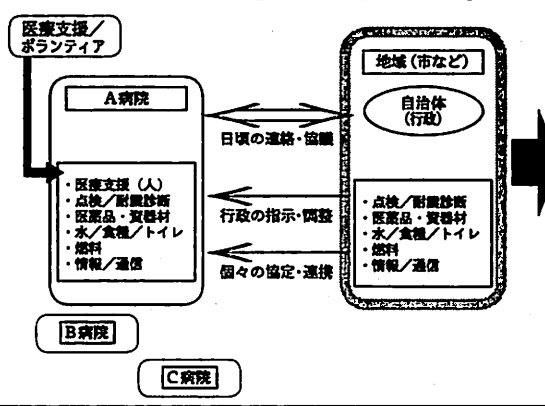 医療支援/
ボランティア
A病院
・医療支援（人）
・点検/耐震診断
・医薬品・資器材
・水/食糧/トイレ
・燃料
・情報/通信
日頃の連絡・協議
行政の指示・調整
個々の協定・連携
地域（市など）
自治体
（行政）
・点検/耐震診断
・医薬品・資器材
・水/食糧/トイレ
・燃料
・情報/通信
B病院
C病院